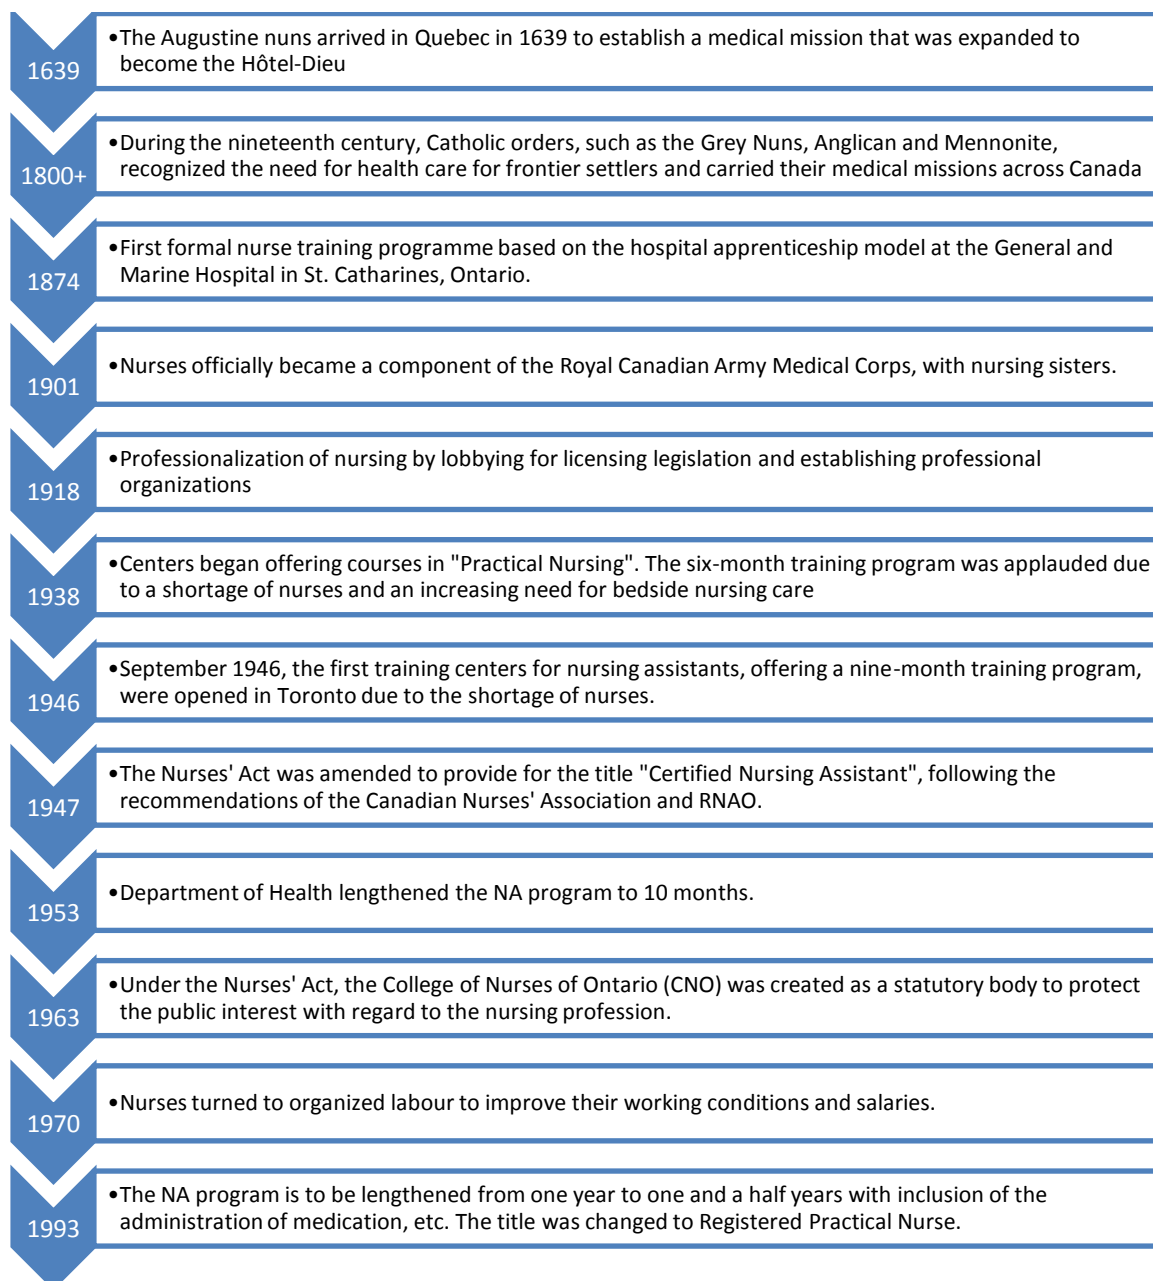 1639
•The Augustine nuns arrived in Quebec in 1639 to establish a medical mission that was expanded to
become the Hôtel-Dieu
1800+
•During the nineteenth century, Catholic orders, such as the Grey Nuns, Anglican and Mennonite,
recognized the need for health care for frontier settlers and carried their medical missions across Canada
1874
•First formal nurse training programme based on the hospital apprenticeship model at the General and
Marine Hospital in St. Catharines, Ontario.
1901
•Nurses officially became a component of the Royal Canadian Army Medical Corps, with nursing sisters.
1918
•Professionalization of nursing by lobbying for licensing legislation and establishing professional
organizations
1938
•Centers began offering courses in "Practical Nursing". The six-month training program was applauded due
to a shortage of nurses and an increasing need for bedside nursing care
1946
•September 1946, the first training centers for nursing assistants, offering a nine-month training program,
were opened in Toronto due to the shortage of nurses.
1947
•The Nurses' Act was amended to provide for the title "Certified Nursing Assistant", following the
recommendations of the Canadian Nurses' Association and RNAO.
1953
•Department of Health lengthened the NA program to 10 months.
1963
•Under the Nurses' Act, the College of Nurses of Ontario (CNO) was created as a statutory body to protect
the public interest with regard to the nursing profession.
1970
•Nurses turned to organized labour to improve their working conditions and salaries.
1993
•The NA program is to be lengthened from one year to one and a half years with inclusion of the
administration of medication, etc. The title was changed to Registered Practical Nurse.